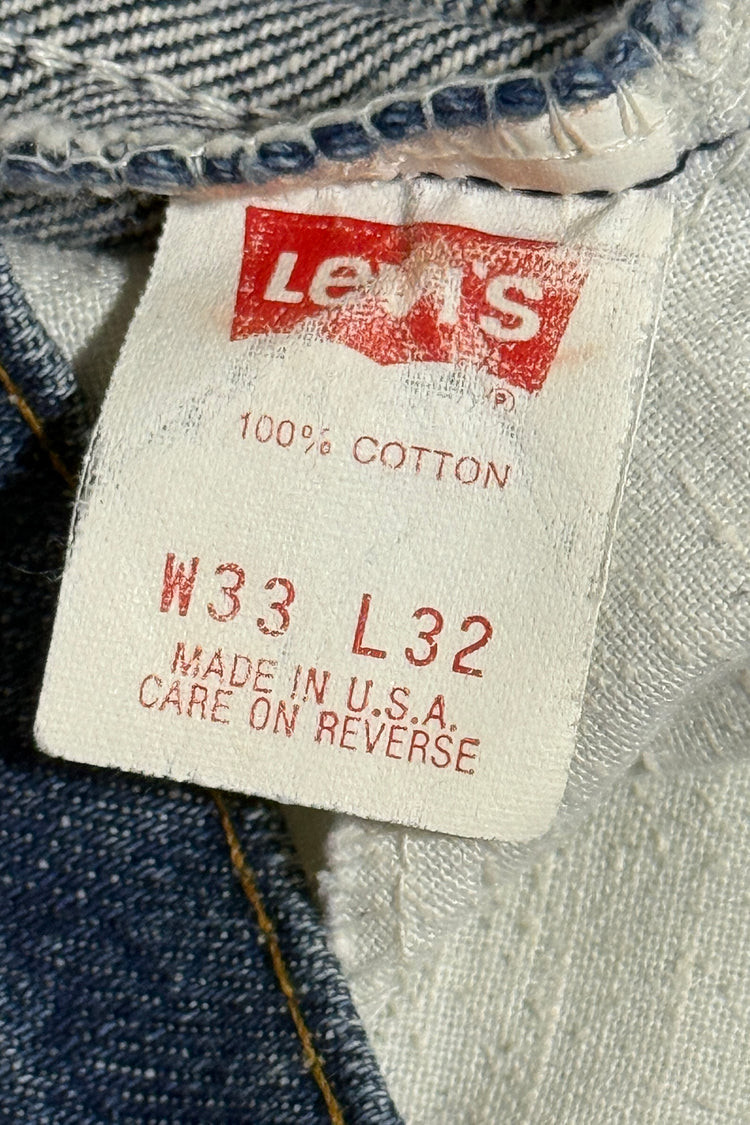 Levi's
®
100% COTTON
W33 L32
MADE IN U.S.A.
CARE ON REVERSE